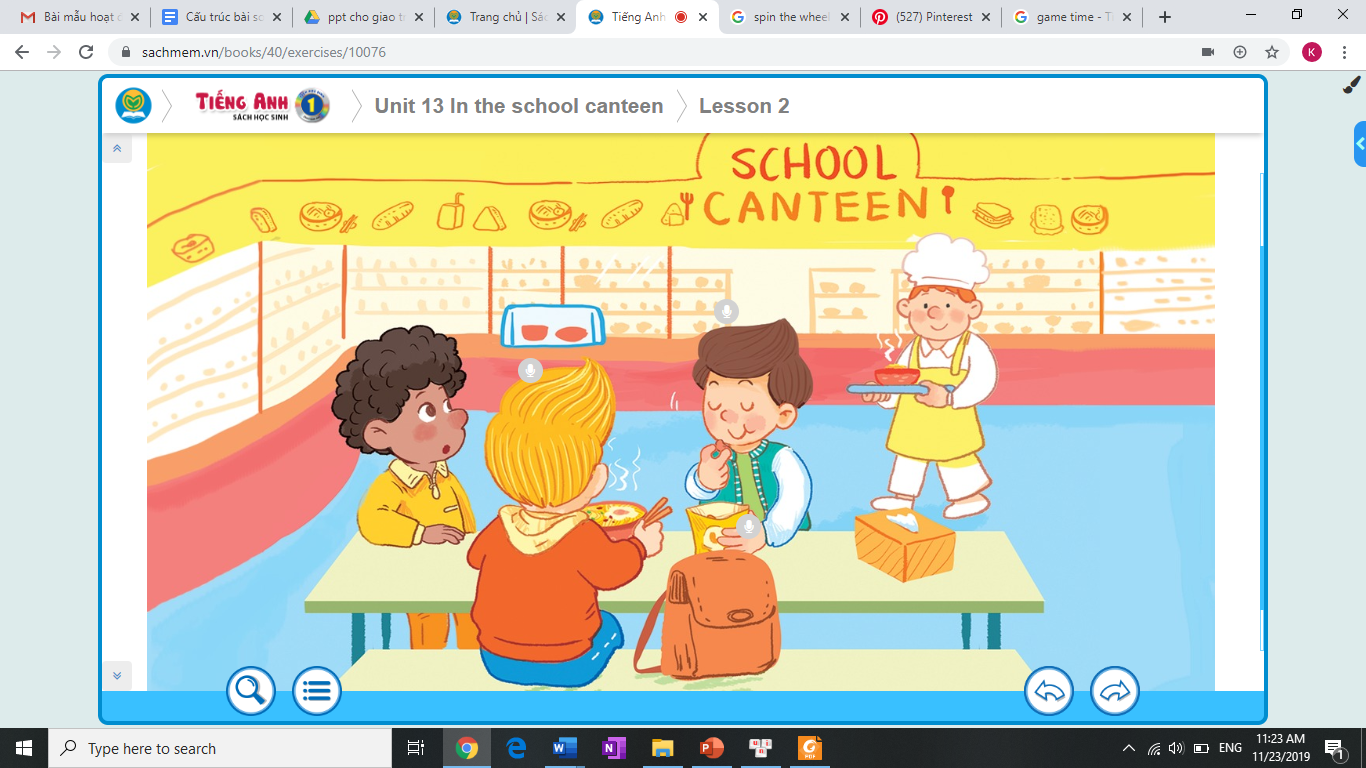 Bài mẫu hoạt đ
Cấu trúc bài so
ppt cho giao t
Trang chủ | Sác
Tiếng Anh
spin the wheel
(527) Pinterest
game time - T
sachmem.vn/books/40/exercises/10076
K
TIẾNG ANH 1
SÁCH HỌC SINH
Unit 13 In the school canteen
Lesson 2
SCHOOL
CANTEEN
Type here to search
ENG
11:23 AM
11/23/2019
1